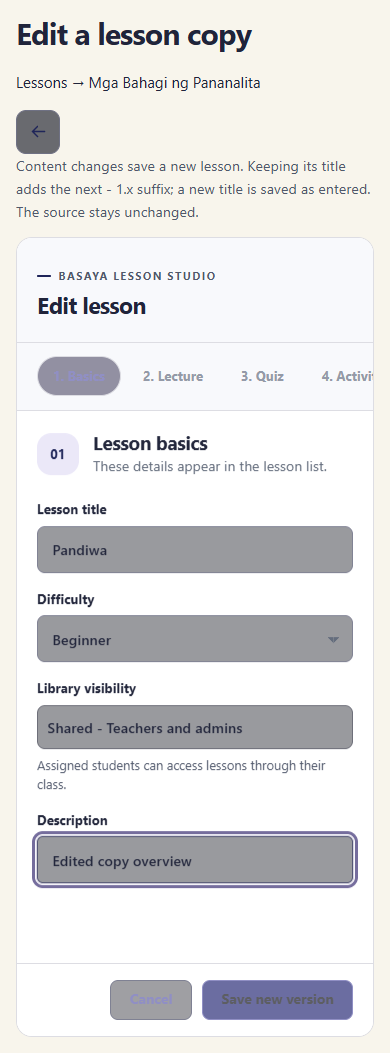 Edit a lesson copy
Lessons → Mga Bahagi ng Pananalita
←
Content changes save a new lesson. Keeping its title
adds the next - 1.x suffix; a new title is saved as entered.
The source stays unchanged.
BASAYA LESSON STUDIO
Edit lesson
1. Basics
2. Lecture
3. Quiz
4. Activi
01
Lesson basics
These details appear in the lesson list.
Lesson title
Pandiwa
Difficulty
Beginner
Library visibility
Shared - Teachers and admins
Assigned students can access lessons through their
class.
Description
Edited copy overview
Cancel
Save new version